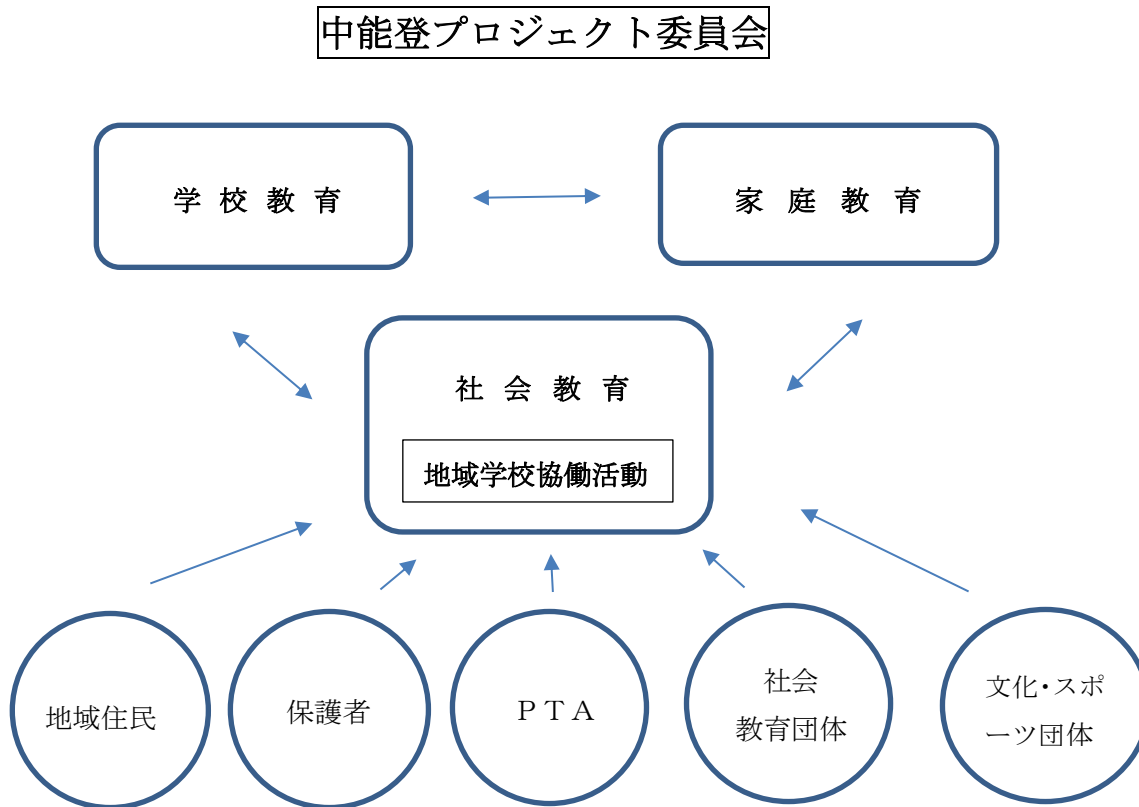 中能登プロジェクト委員会
学校教育
家庭教育
社会教育
地域学校協働活動
地域住民
保護者
ＰＴＡ
社会
教育団体
文化・スポ
ーツ団体